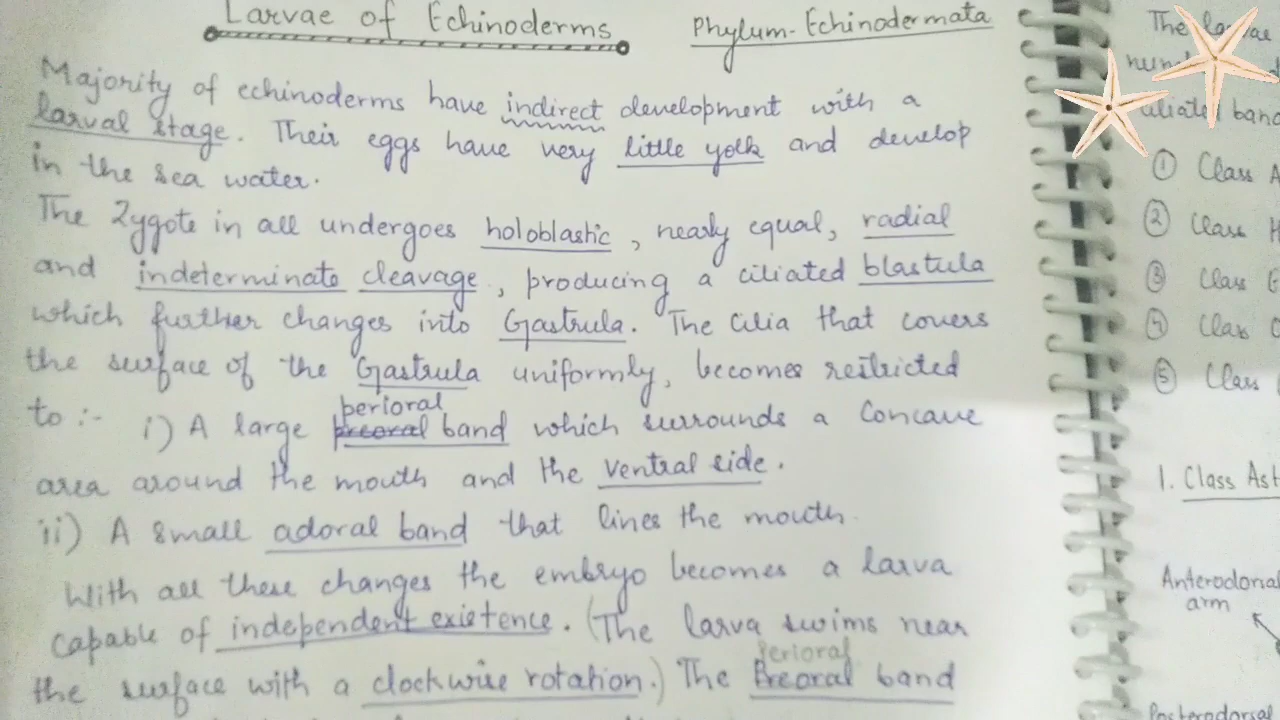 Larvae of Echinoderms
Phylum - Echinodermata
Majority of echinoderms have indirect development with a
larval stage. Their eggs have very little yolk and develop
in the sea water.
The Zygote in all undergoes holoblastic, nearly equal, radial
and indeterminate cleavage, producing a ciliated blastula
which further changes into Gastrula. The cilia that covers
the surface of the Gastrula uniformly, becomes restricted
perioral
to :- i) A large preoral band which surrounds a Concave
area around the mouth and the ventral side.
ii) A small adoral band that lines the mouth.
With all these changes the embryo becomes a larva
capable of independent existence. (The larva swims near
Perioral
the surface with a clockwise rotation.) The Preoral band
The larvae
ciliated band
① Class A
② Class H
③ Class G
④ Class
⑤ Class
1. Class Ast
Anterodorsal
arm
Posterodorsal